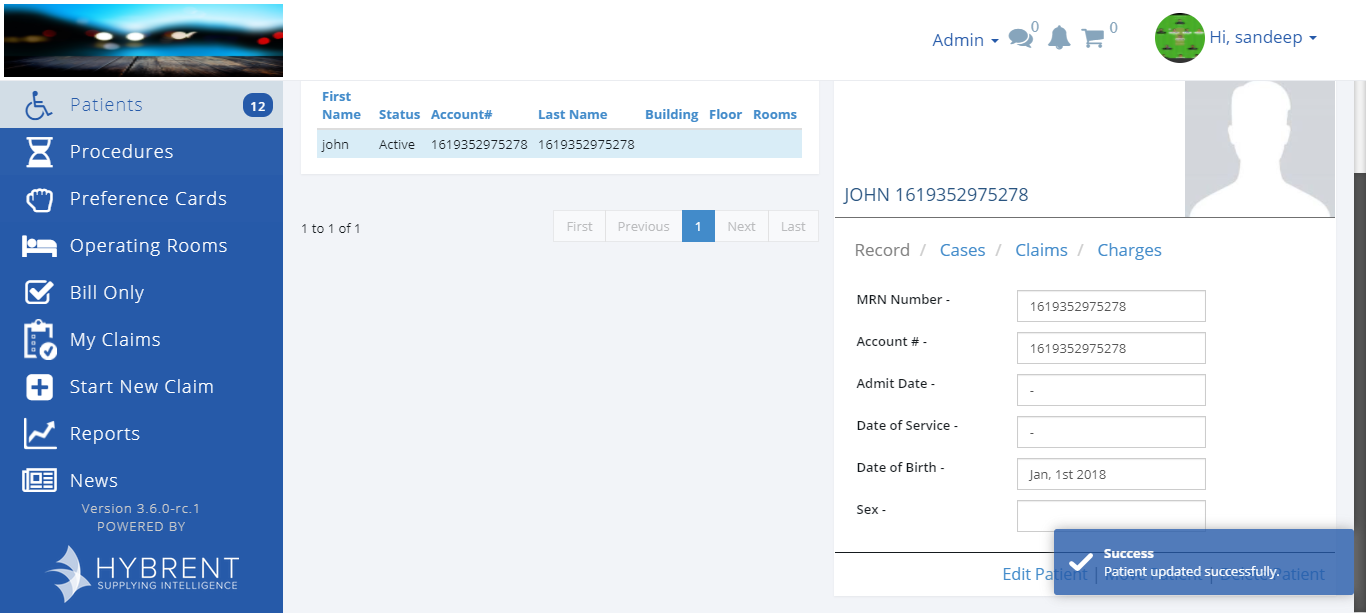 Admin
0
0
Hi, sandeep
Patients
12
Procedures
Preference Cards
Operating Rooms
Bill Only
My Claims
Start New Claim
Reports
News
Version 3.6.0-rc.1
POWERED BY
HYBRENT
SUPPLYING INTELLIGENCE
First Name Status Account# Last Name Building Floor Rooms
john Active 1619352975278 1619352975278
1 to 1 of 1
First Previous 1 Next Last
JOHN 1619352975278
Record / Cases / Claims / Charges
MRN Number - 1619352975278
Account # - 1619352975278
Admit Date - -
Date of Service - -
Date of Birth - Jan, 1st 2018
Sex -
Success
Patient updated successfully.
Edit Patient | Move Patient | Delete Patient